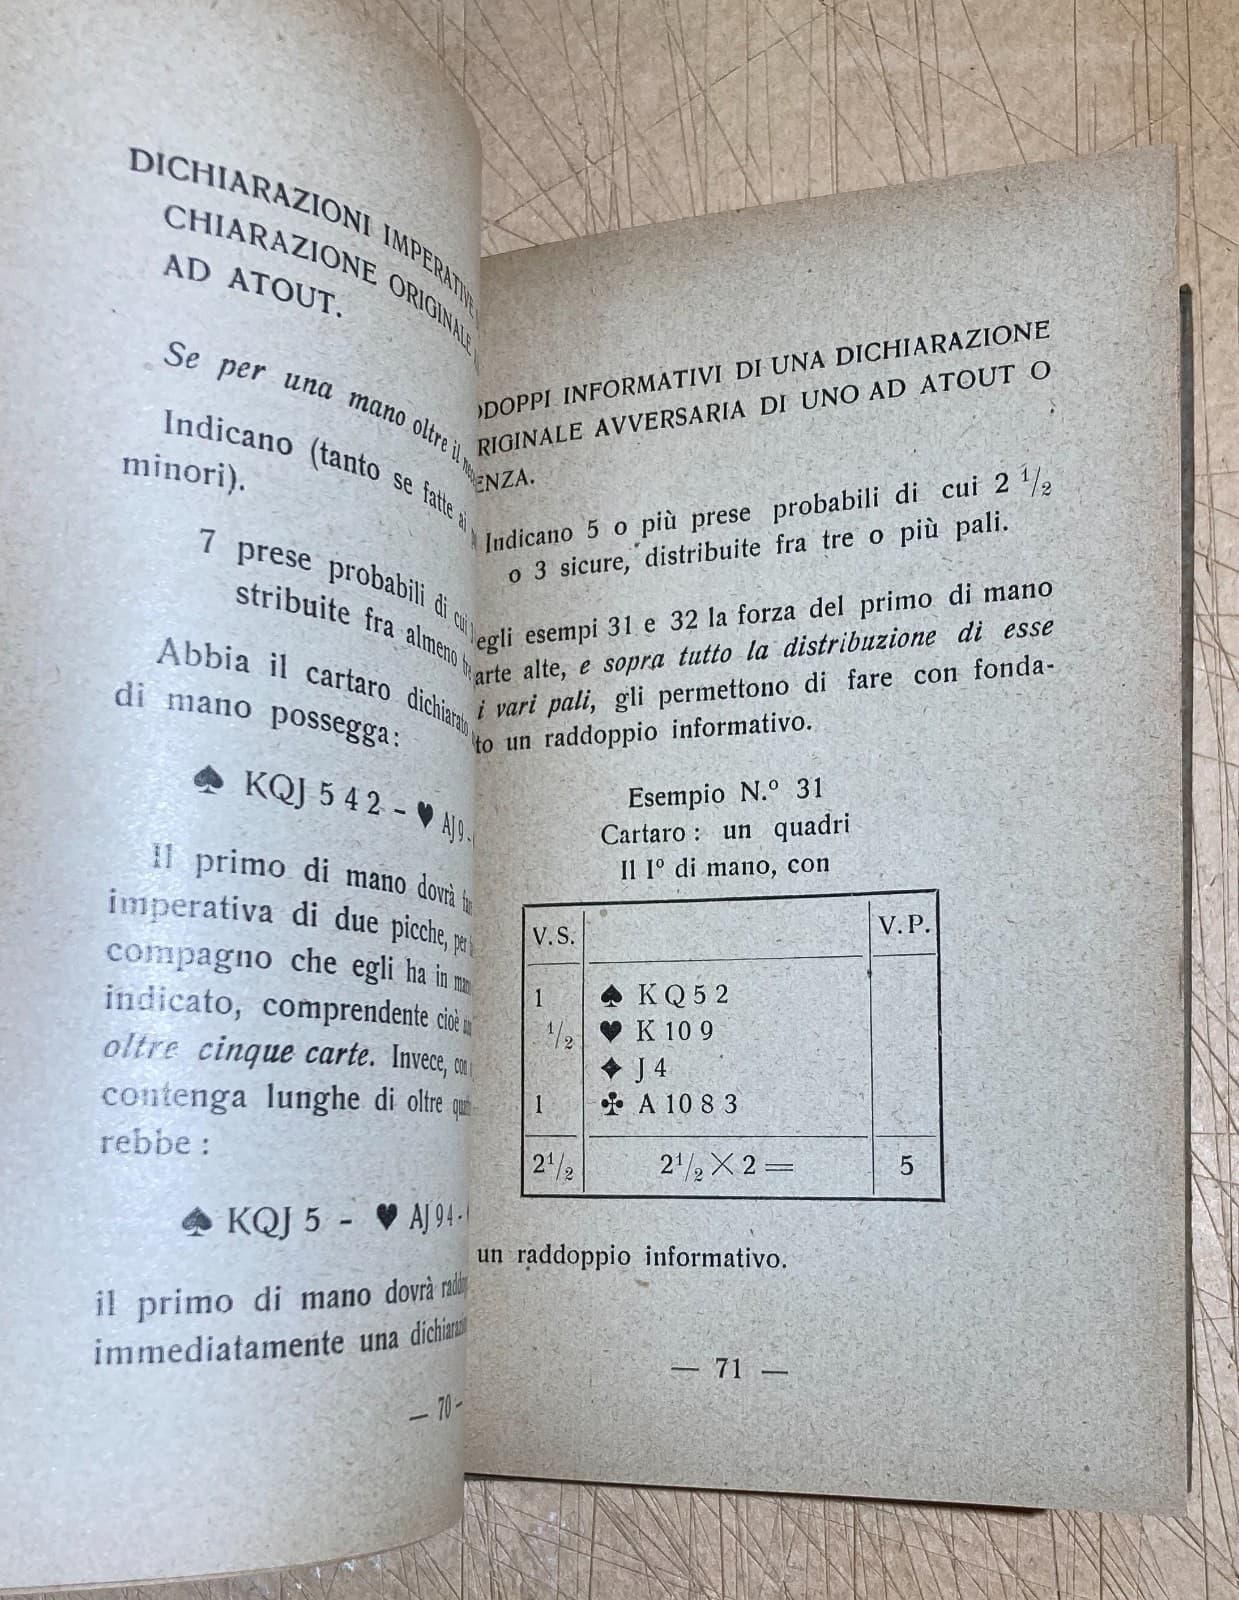 DICHIARAZIONI IMPERATIVE
CHIARAZIONE ORIGINALE
AD ATOUT.
Se per una mano oltre il
Indicano (tanto se fatte ai
minori).
7 prese probabili di cui
stribuite fra almeno tre
Abbia il cartaro dichiarato
di mano possegga:
♠ KQJ 5 4 2 - ♥ AJ9 -
Il primo di mano dovrà
imperativa di due picche, per
compagno che egli ha in
indicato, comprendente cioè
oltre cinque carte. Invece, con
contenga lunghe di oltre
rebbe :
♠ KQJ 5 - ♥ AJ 94 -
il primo di mano dovrà
immediatamente una
— 70 -
DOPPI INFORMATIVI DI UNA DICHIARAZIONE
RIGINALE AVVERSARIA DI UNO AD ATOUT O
ENZA.
Indicano 5 o più prese probabili di cui 2 1/2
o 3 sicure, distribuite fra tre o più pali.
egli esempi 31 e 32 la forza del primo di mano
arte alte, e sopra tutto la distribuzione di esse
i vari pali, gli permettono di fare con fonda-
to un raddoppio informativo.
Esempio N.º 31
Cartaro : un quadri
Il Iº di mano, con
V.S. V.P.
1 ♠ K Q 5 2
1/2 ♥ K 10 9
♦ J 4
1 ♣ A 10 8 3
2 1/2 2 1/2 × 2 = 5
un raddoppio informativo.
— 71 —